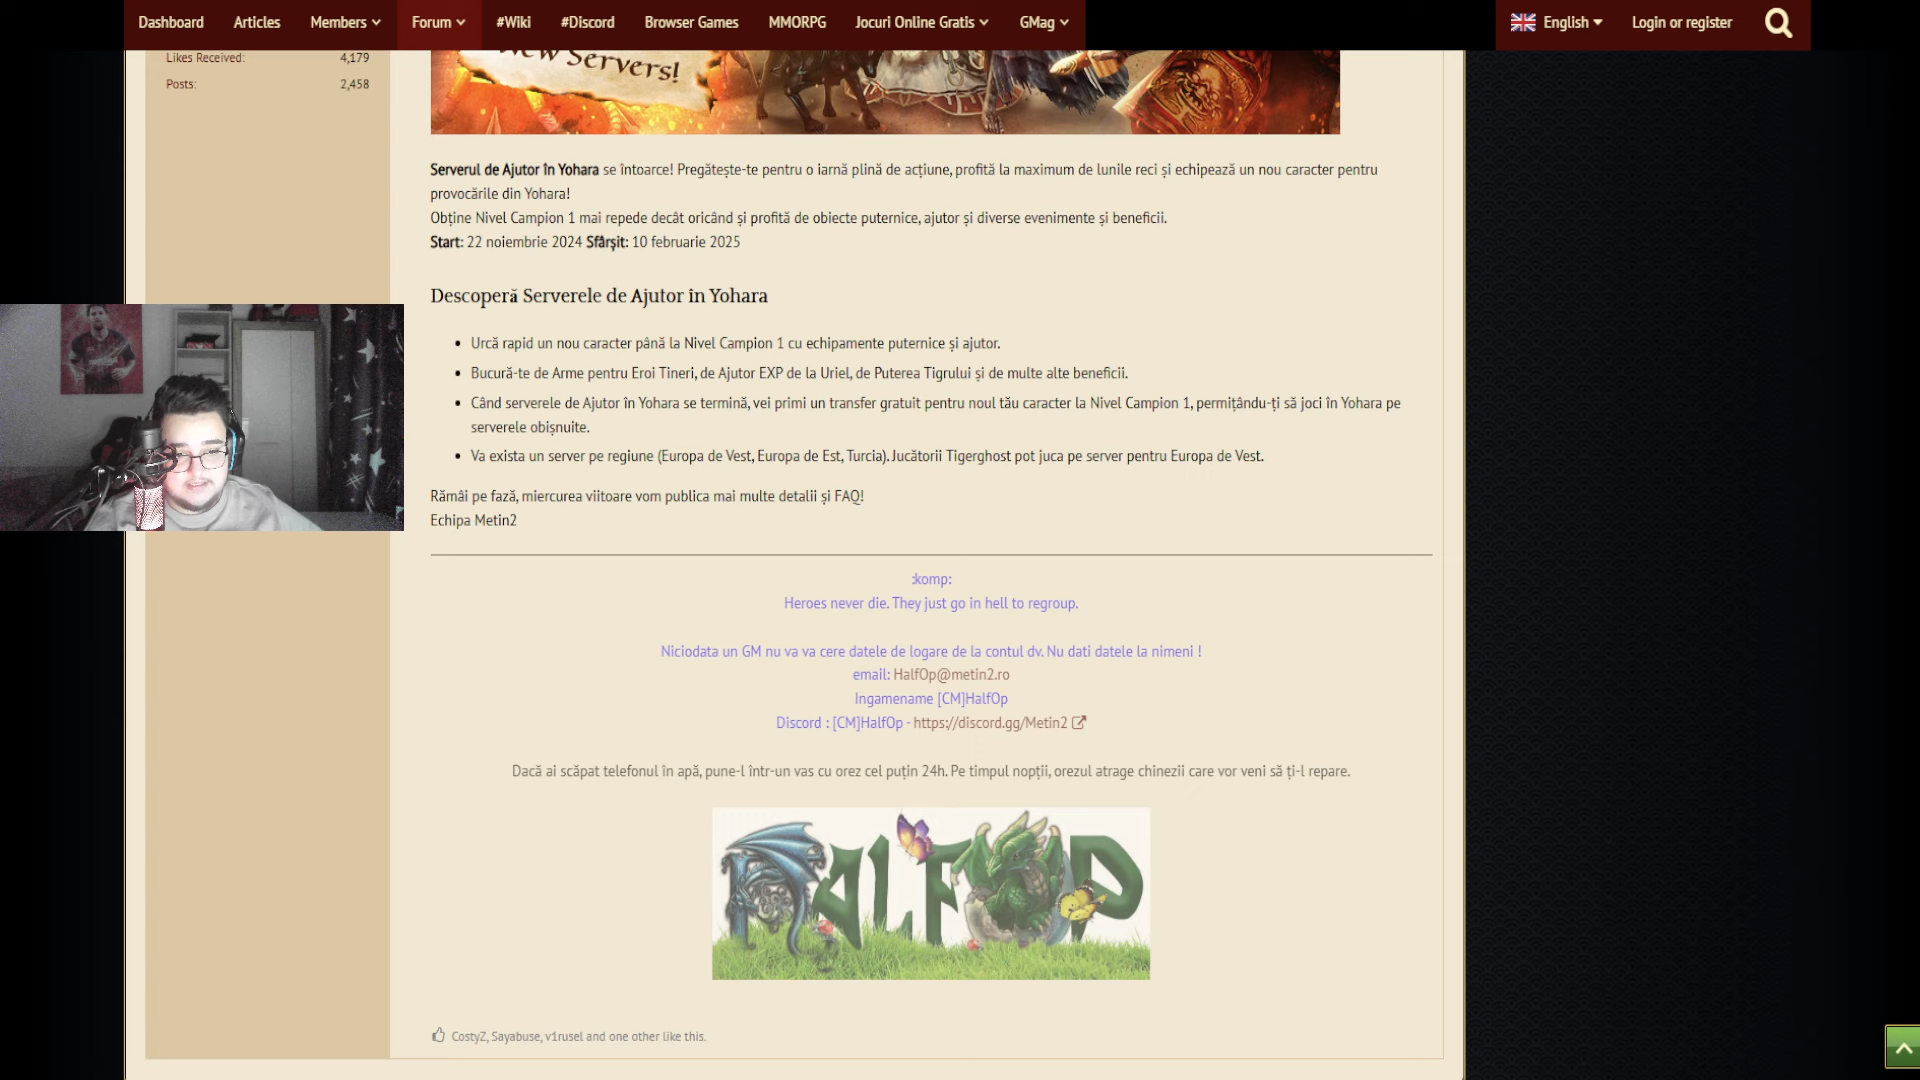 Dashboard Articles Members Forum #Wiki #Discord Browser Games MMORPG Jocuri Online Gratis GMag English Login or register
Likes Received: 4,179
Posts: 2,458
New Servers!
Serverul de Ajutor în Yohara se întoarce! Pregătește-te pentru o iarnă plină de acțiune, profită la maximum de lunile reci și echipează un nou caracter pentru
provocările din Yohara!
Obține Nivel Campion 1 mai repede decât oricând și profită de obiecte puternice, ajutor și diverse evenimente și beneficii.
Start: 22 noiembrie 2024 Sfârșit: 10 februarie 2025
Descoperă Serverele de Ajutor în Yohara
Urcă rapid un nou caracter până la Nivel Campion 1 cu echipamente puternice și ajutor.
Bucură-te de Arme pentru Eroi Tineri, de Ajutor EXP de la Uriel, de Puterea Tigrului și de multe alte beneficii.
Când serverele de Ajutor în Yohara se termină, vei primi un transfer gratuit pentru noul tău caracter la Nivel Campion 1, permițându-ți să joci în Yohara pe
serverele obișnuite.
Va exista un server pe regiune (Europa de Vest, Europa de Est, Turcia). Jucătorii Tigerghost pot juca pe server pentru Europa de Vest.
Rămâi pe fază, miercurea viitoare vom publica mai multe detalii și FAQ!
Echipa Metin2
:komp:
Heroes never die. They just go in hell to regroup.
Niciodata un GM nu va va cere datele de logare de la contul dv. Nu dati datele la nimeni !
email: HalfOp@metin2.ro
Ingamename [CM]HalfOp
Discord : [CM]HalfOp - https://discord.gg/Metin2
Dacă ai scăpat telefonul în apă, pune-l într-un vas cu orez cel puțin 24h. Pe timpul nopții, orezul atrage chinezii care vor veni să ți-l repare.
HALFOP
CostyZ, Sayabuse, v1rusel and one other like this.